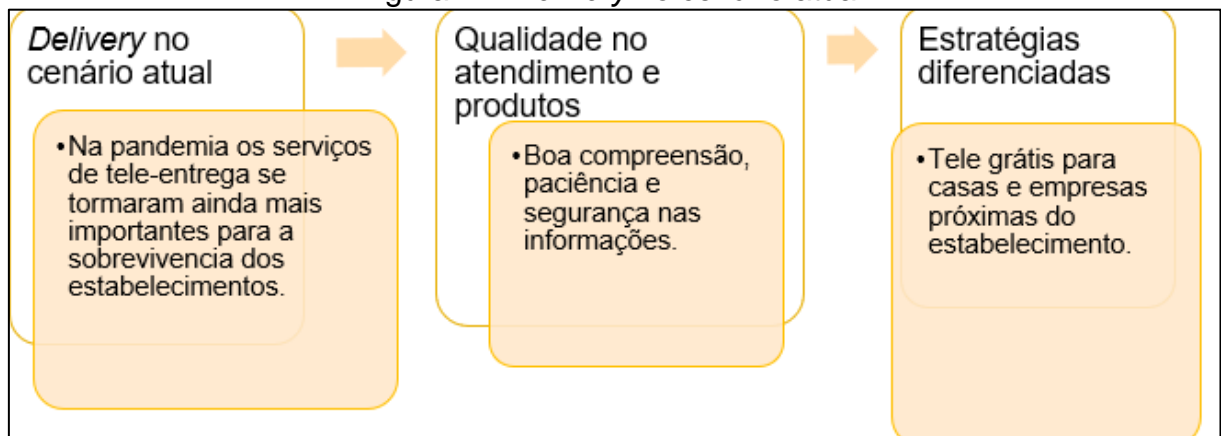 Delivery no
cenário atual
•Na pandemia os serviços
de tele-entrega se
tormaram ainda mais
importantes para a
sobrevivencia dos
estabelecimentos.
Qualidade no
atendimento e
produtos
•Boa compreensão,
paciência e
segurança nas
informações.
Estratégias
diferenciadas
•Tele grátis para
casas e empresas
próximas do
estabelecimento.